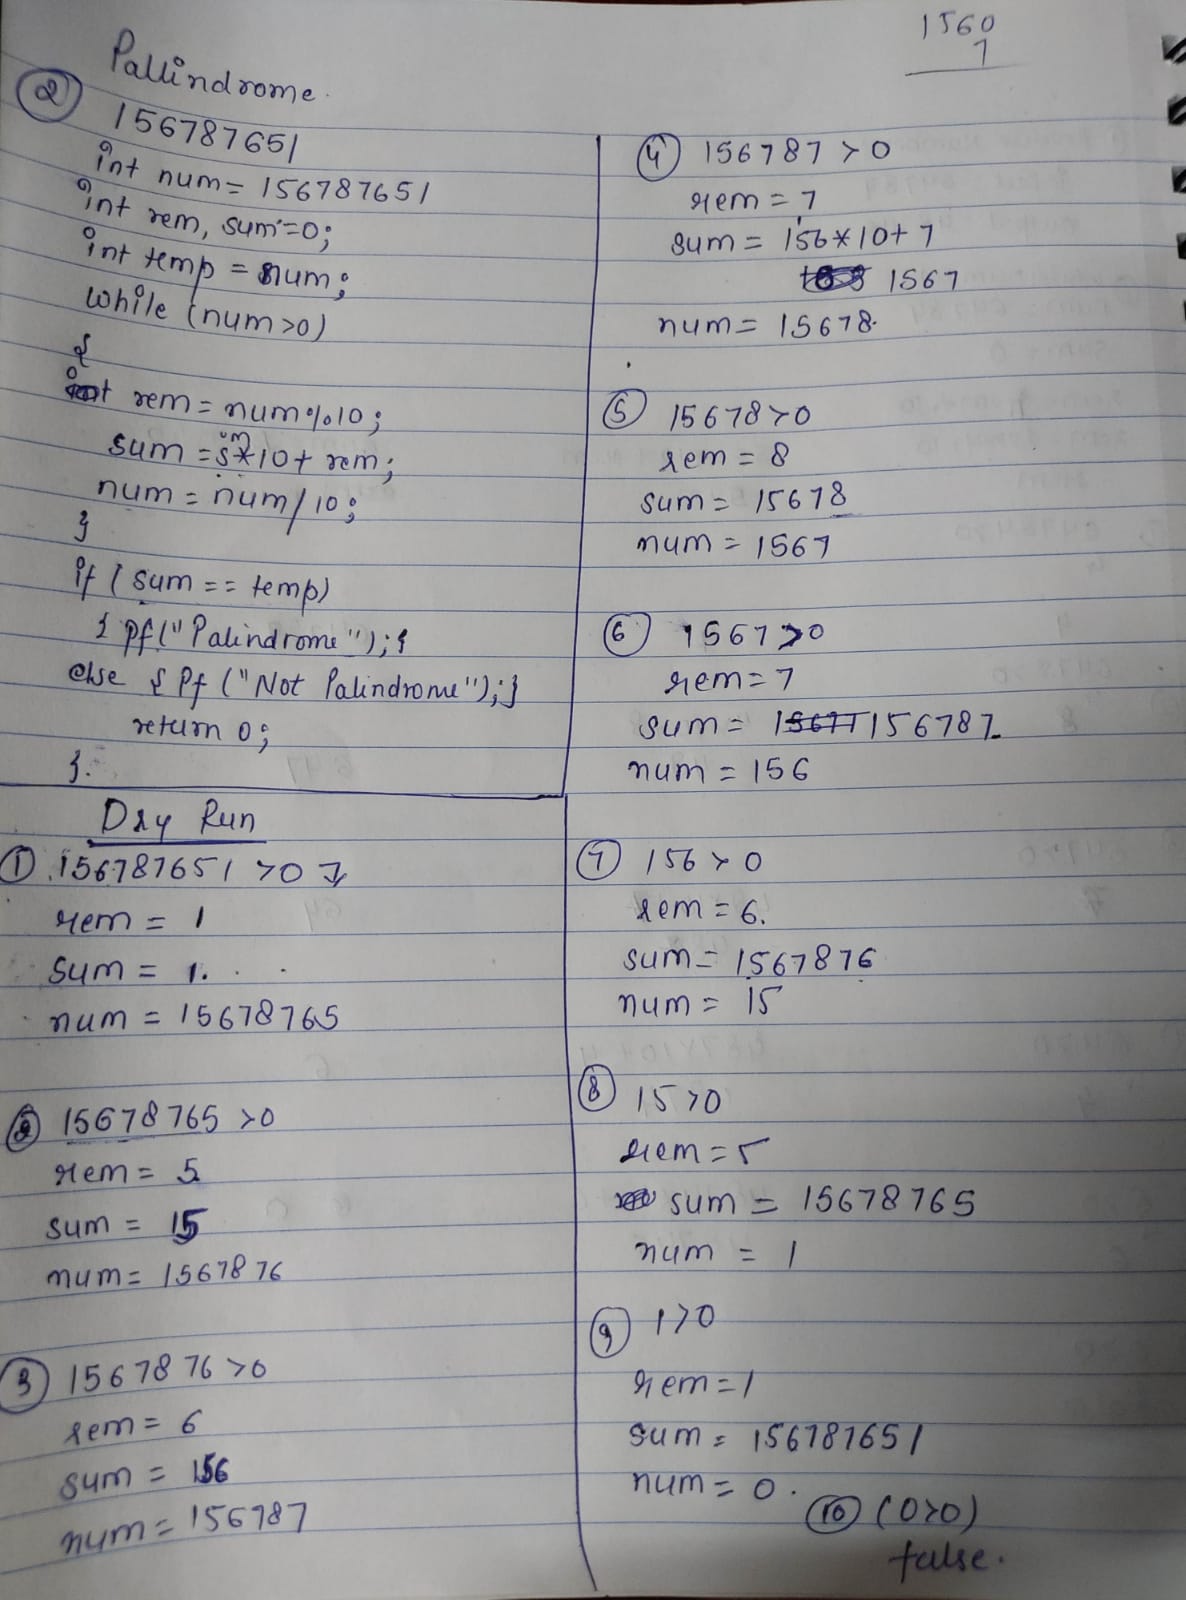 1560
7
Pallindrome.
② 156787651
int num = 156787651
int rem, sum=0;
int temp = num;
while (num>0)
{
rem = num%10;
sum = s*10+ rem;
num = num/10;
}
if (sum == temp)
{ pf("Palindrome"); }
else { Pf ("Not Palindrome"); }
return 0;
}.
Dry Run
① 156787651 >0
rem = 1
sum = 1.
num = 15678765
② 15678765 >0
rem = 5
sum = 15
num = 1567876
③ 1567876 >0
rem = 6
sum = 156
num = 156787
④ 156787 > 0
rem = 7
sum = 156*10+7
1567
num = 15678.
⑤ 15678>0
rem = 8
sum = 15678
num = 1567
⑥ 1567>0
rem = 7
sum = 156787
num = 156
⑦ 156 > 0
rem = 6.
sum = 1567876
num = 15
⑧ 15>0
rem = 5
sum = 15678765
num = 1
⑨ 1>0
rem = 1
sum = 156787651
num = 0.
⑩ (0>0)
false.